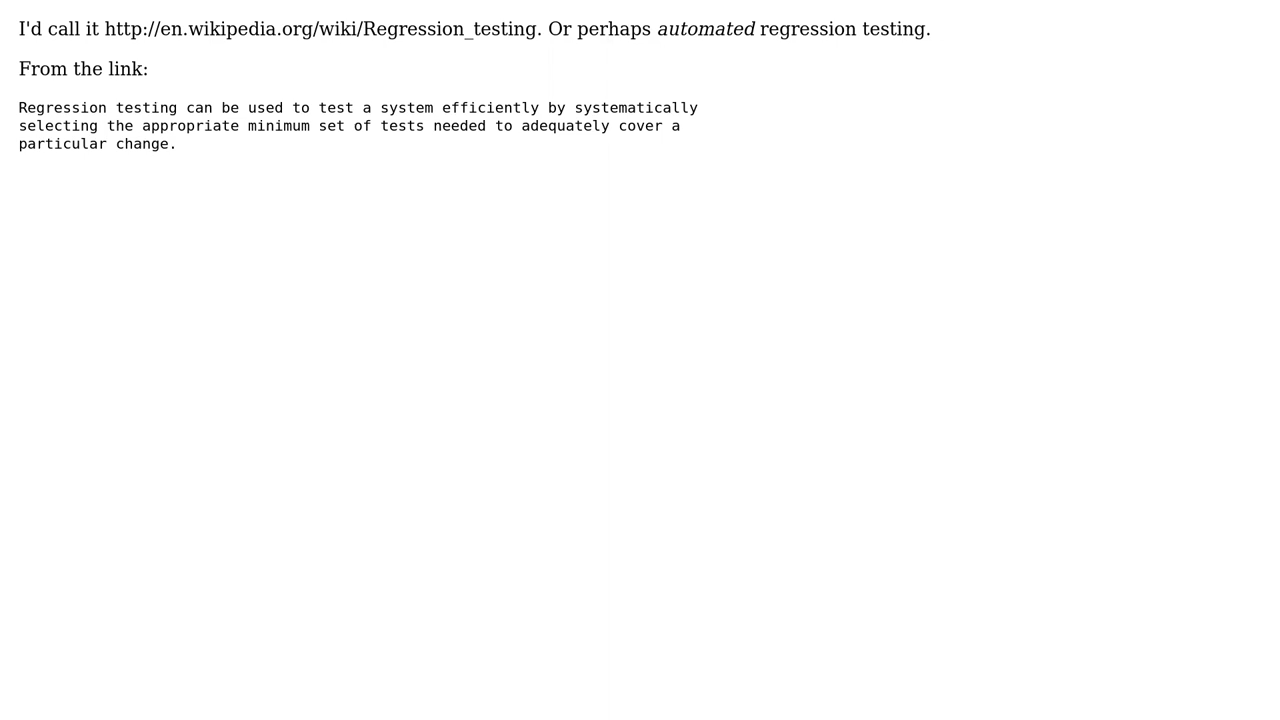 I'd call it http://en.wikipedia.org/wiki/Regression_testing. Or perhaps automated regression testing.
From the link:
Regression testing can be used to test a system efficiently by systematically
selecting the appropriate minimum set of tests needed to adequately cover a
particular change.